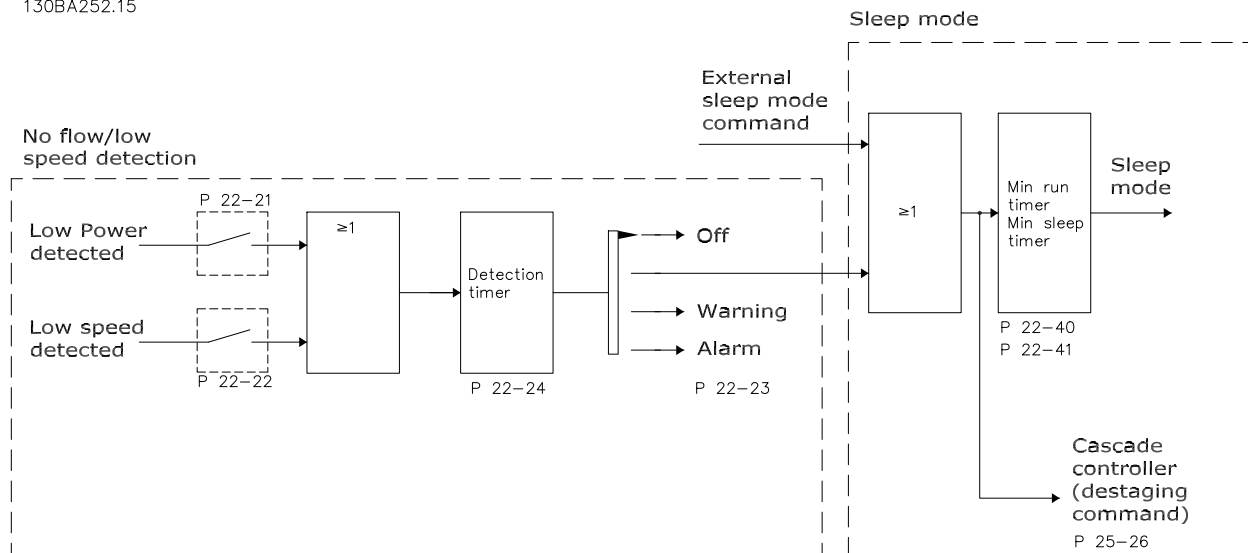 130BA252.15
Sleep mode
External
sleep mode
command
No flow/low
speed detection
P 22-21
Low Power
detected
≥1
Detection
timer
Off
≥1
Min run
timer
Min sleep
timer
Sleep
mode
Low speed
detected
P 22-22
P 22-24
Warning
Alarm
P 22-23
P 22-40
P 22-41
Cascade
controller
(destaging
command)
P 25-26